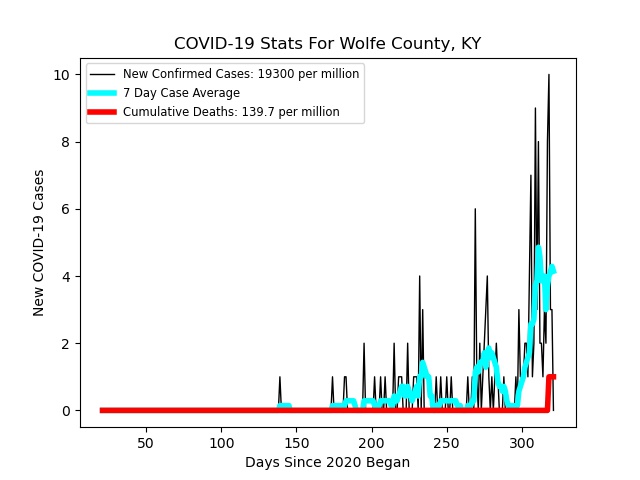 COVID-19 Stats For Wolfe County, KY
New Confirmed Cases: 19300 per million
7 Day Case Average
Cumulative Deaths: 139.7 per million
New COVID-19 Cases
10
8
6
4
2
0
50 100 150 200 250 300
Days Since 2020 Began